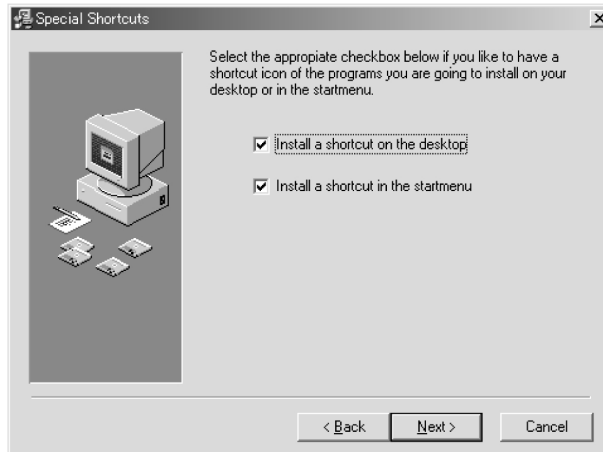 Special Shortcuts
Select the appropiate checkbox below if you like to have a
shortcut icon of the programs you are going to install on your
desktop or in the startmenu.
Install a shortcut on the desktop
Install a shortcut in the startmenu
< Back
Next >
Cancel